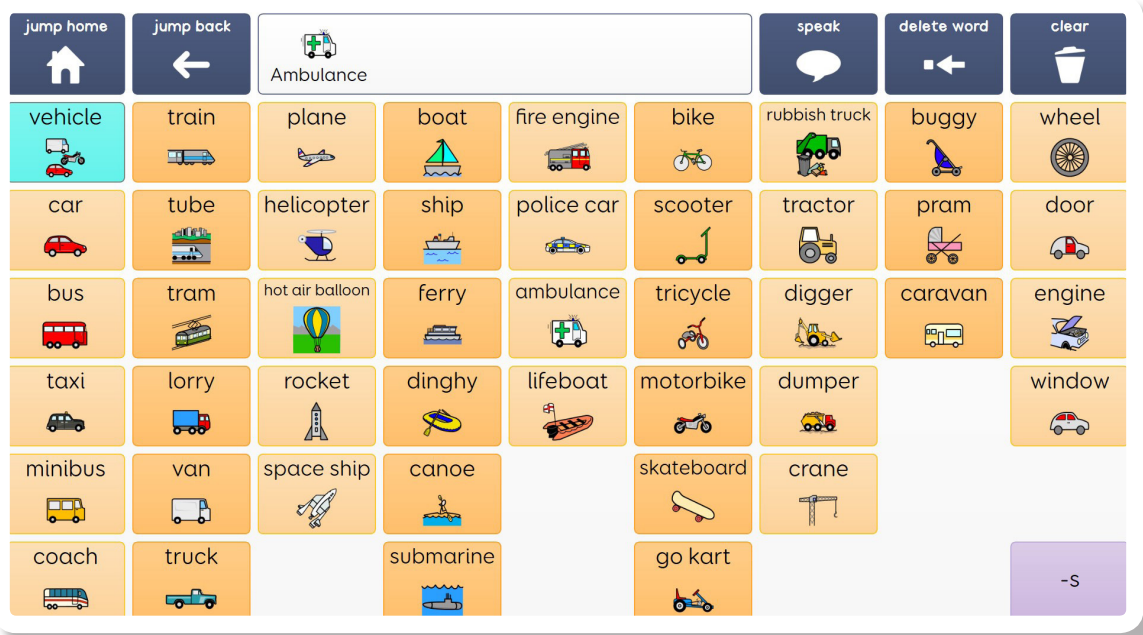 jump home
jump back
Ambulance
speak
delete word
clear
vehicle
train
plane
boat
fire engine
bike
rubbish truck
buggy
wheel
car
tube
helicopter
ship
police car
scooter
tractor
pram
door
bus
tram
hot air balloon
ferry
ambulance
tricycle
digger
caravan
engine
taxi
lorry
rocket
dinghy
lifeboat
motorbike
dumper
window
minibus
van
space ship
canoe
skateboard
crane
coach
truck
submarine
go kart
-s